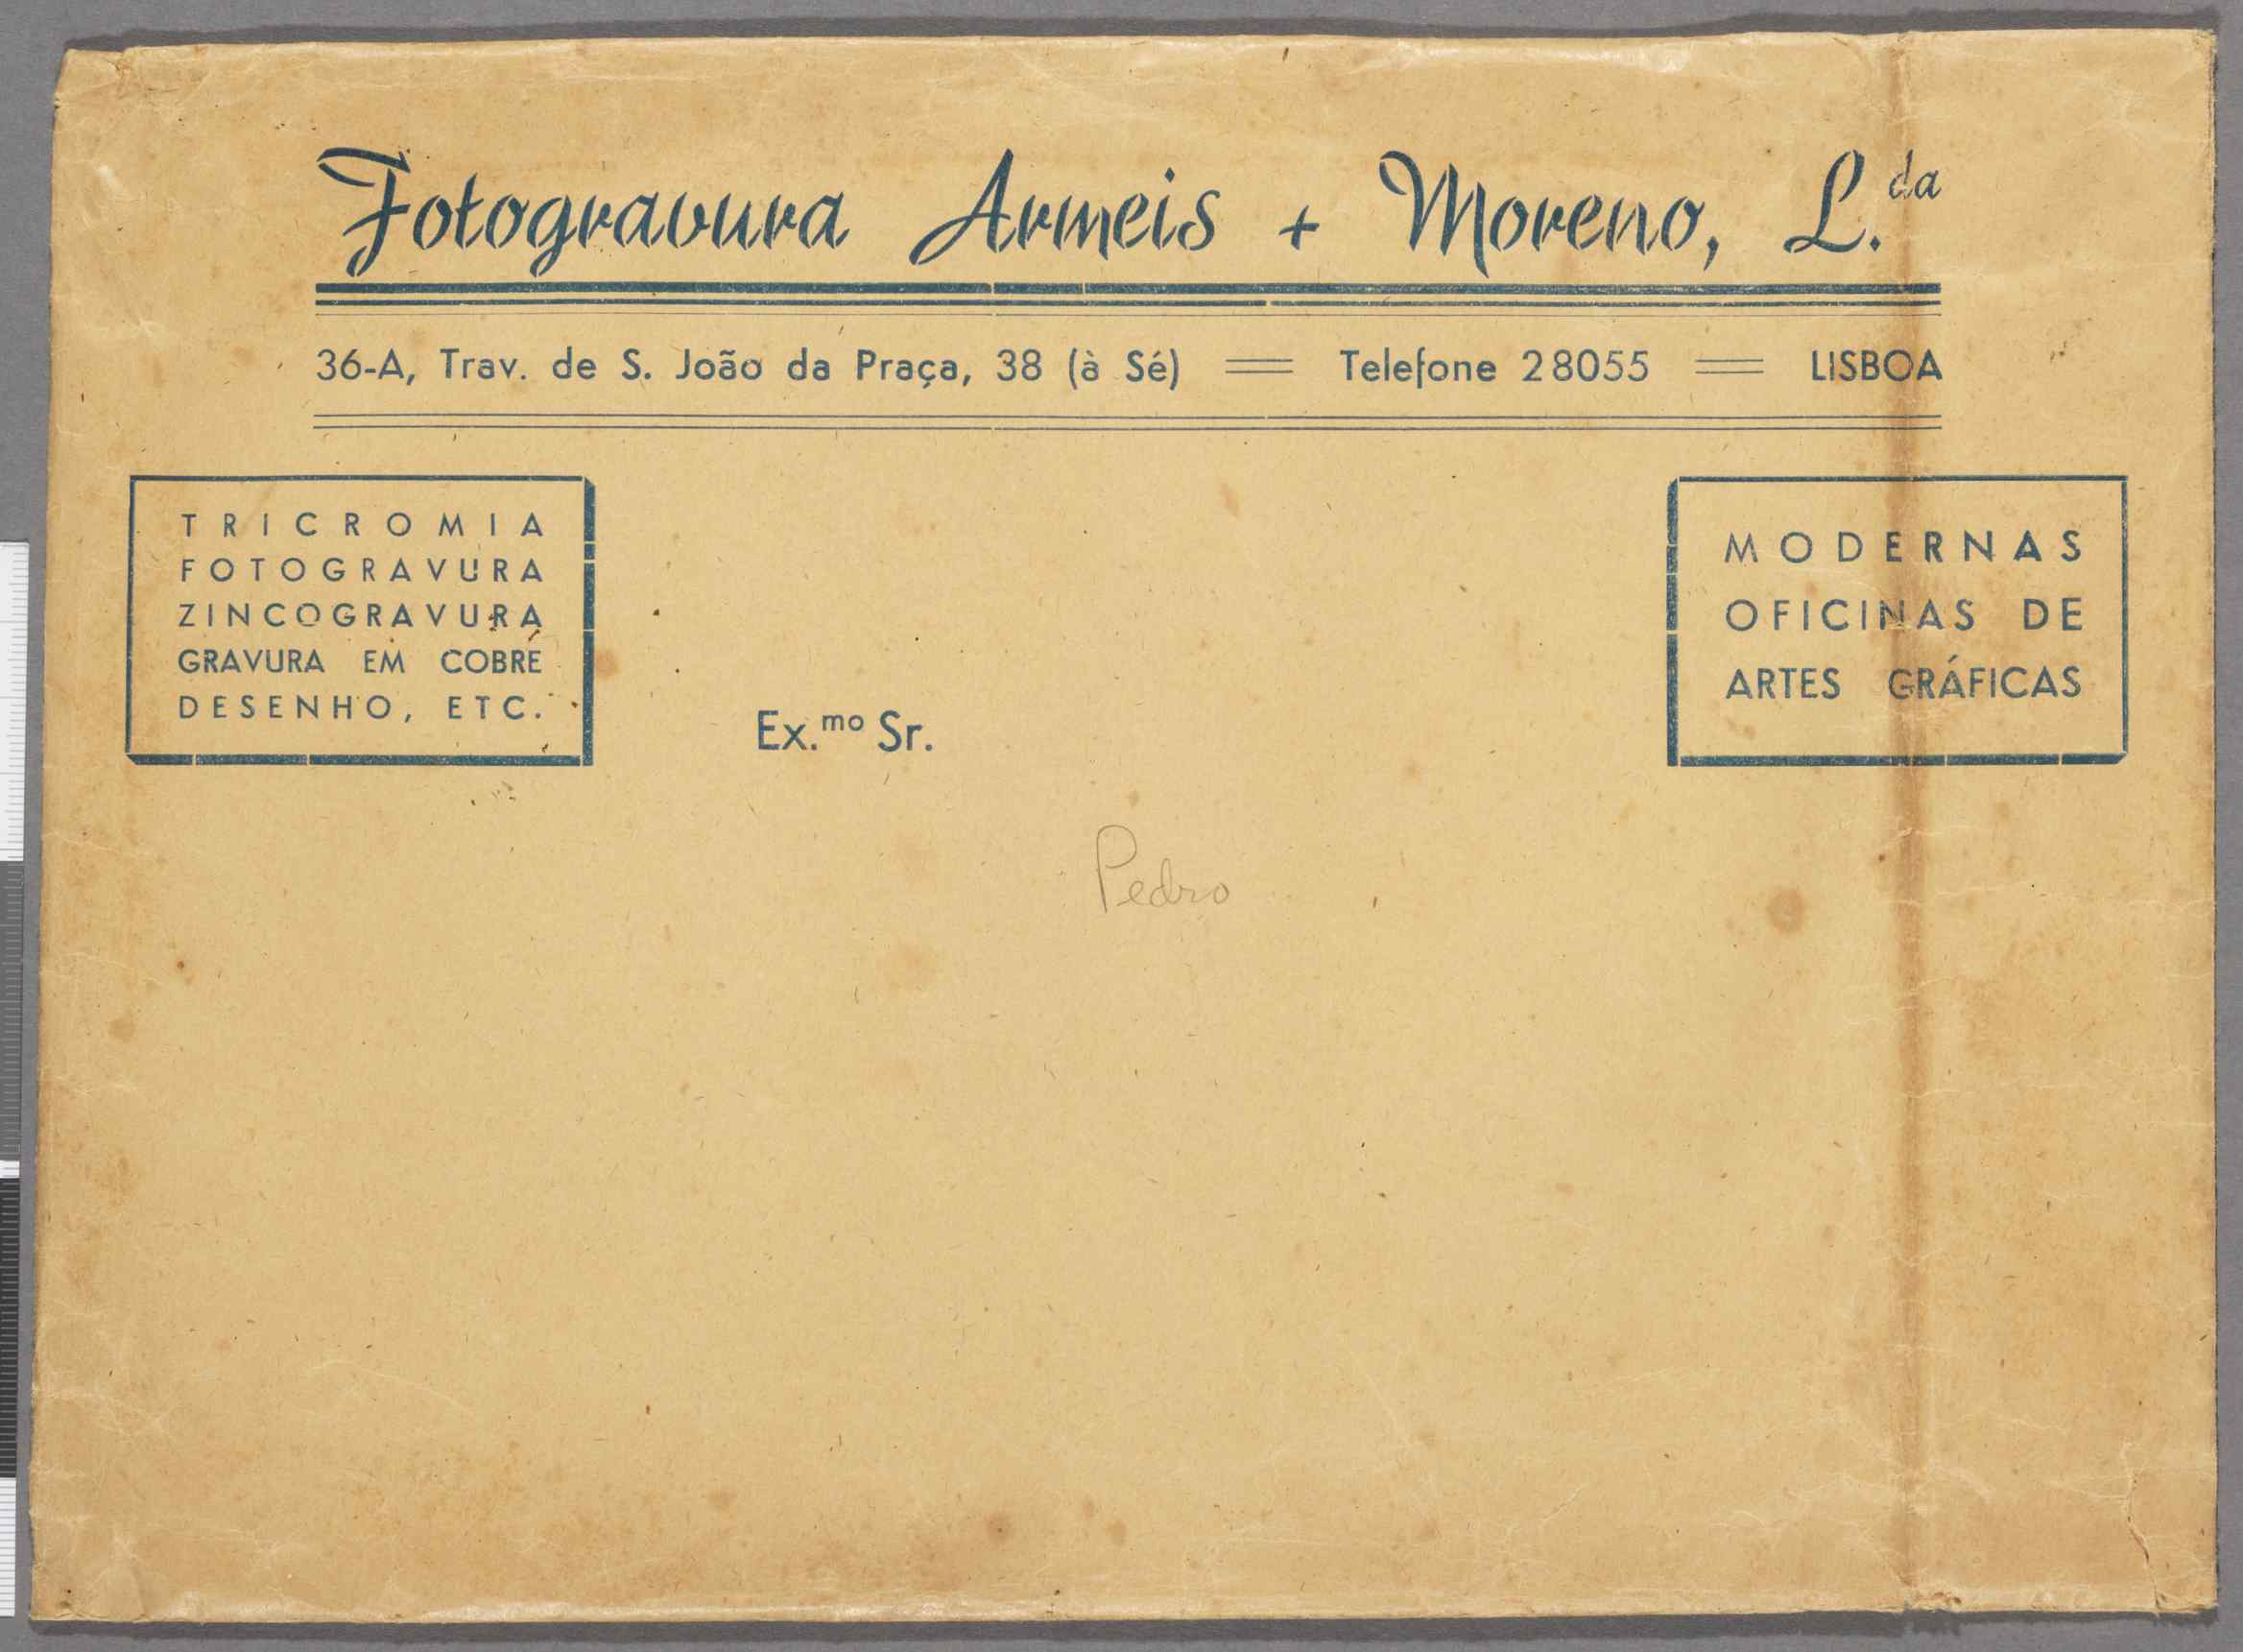 Fotogravura Armeis + Moreno, L.da
36-A, Trav. de S. João da Praça, 38 (à Sé) = Telefone 28055 = LISBOA
TRICROMIA
FOTOGRAVURA
ZINCOGRAVURA
GRAVURA EM COBRE
DESENHO, ETC.
MODERNAS
OFICINAS DE
ARTES GRÁFICAS
Ex.mo Sr.
Pedro